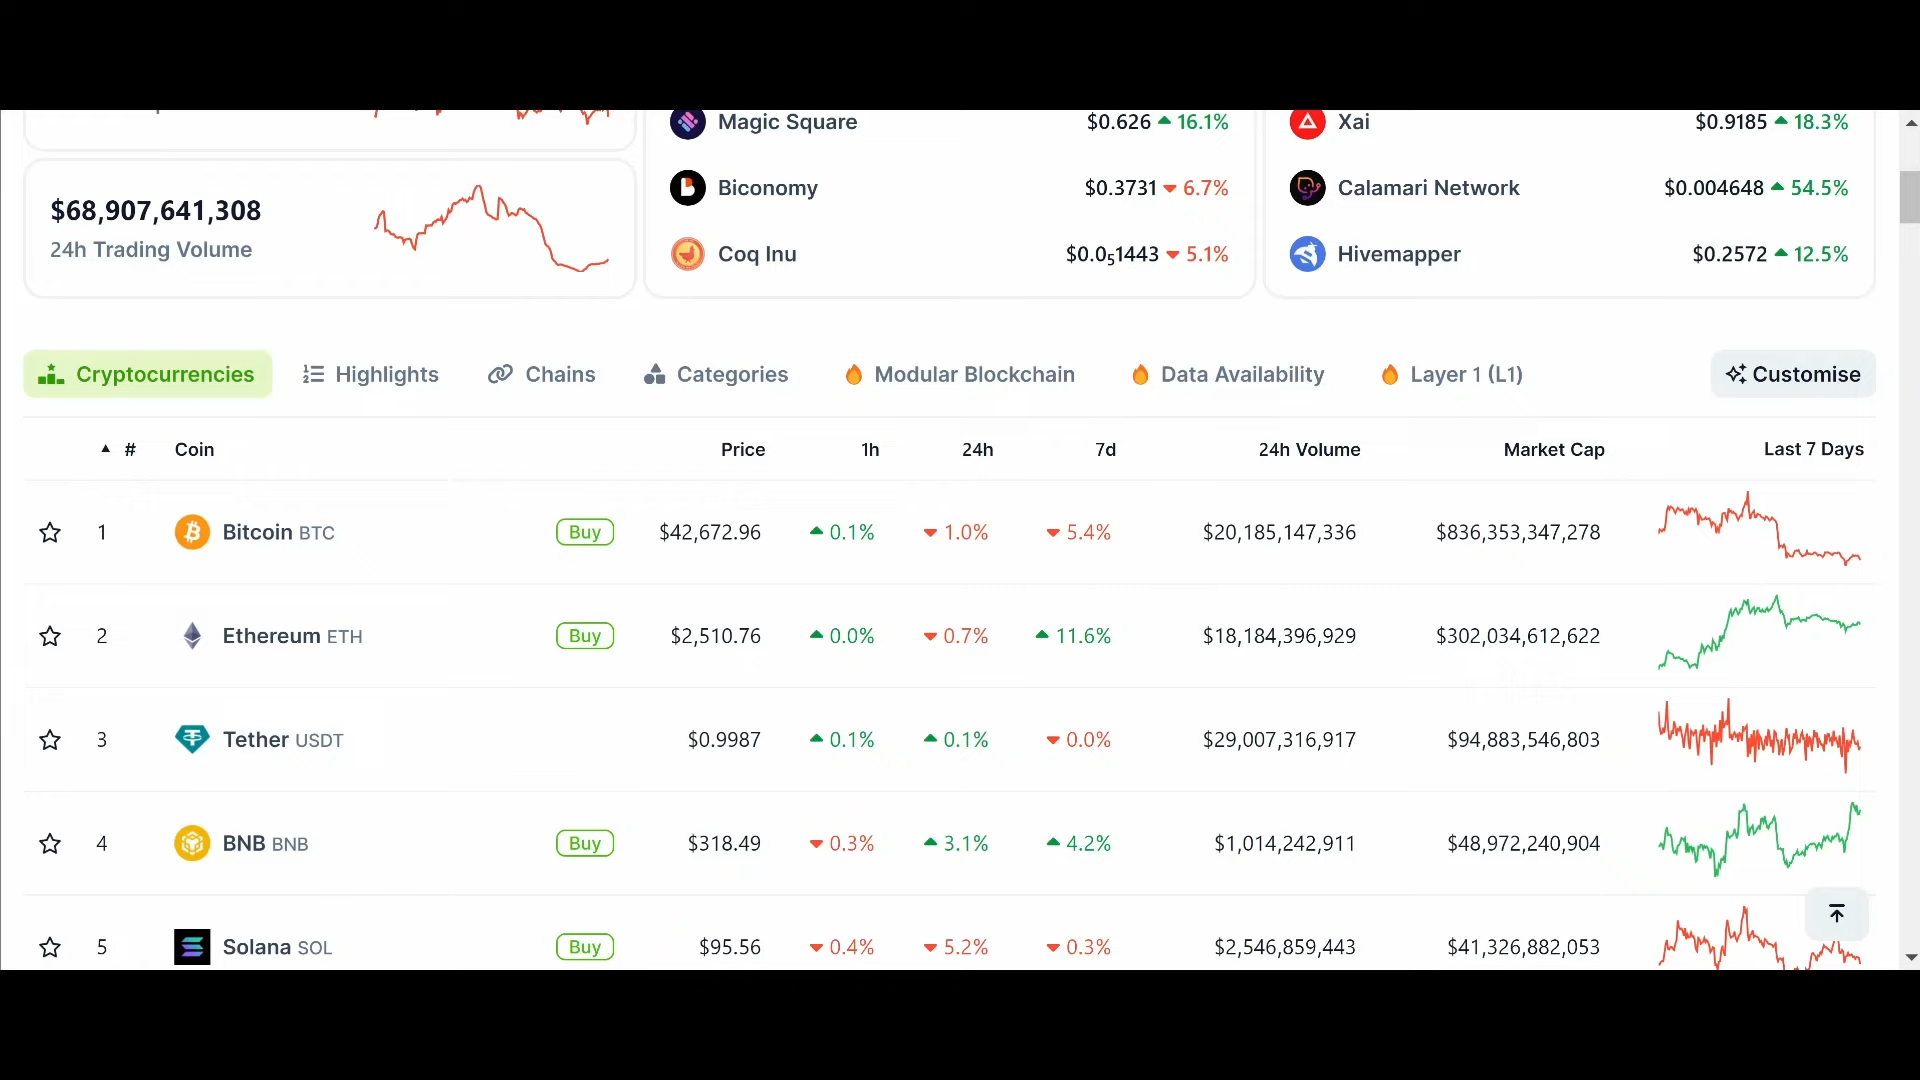 Magic Square $0.626 16.1%
Xai $0.9185 18.3%
$68,907,641,308
24h Trading Volume
Biconomy $0.3731 6.7%
Calamari Network $0.004648 54.5%
Coq Inu $0.0₅1443 5.1%
Hivemapper $0.2572 12.5%
Cryptocurrencies Highlights Chains Categories Modular Blockchain Data Availability Layer 1 (L1) Customise
# Coin Price 1h 24h 7d 24h Volume Market Cap Last 7 Days
1 Bitcoin BTC Buy $42,672.96 0.1% 1.0% 5.4% $20,185,147,336 $836,353,347,278
2 Ethereum ETH Buy $2,510.76 0.0% 0.7% 11.6% $18,184,396,929 $302,034,612,622
3 Tether USDT $0.9987 0.1% 0.1% 0.0% $29,007,316,917 $94,883,546,803
4 BNB BNB Buy $318.49 0.3% 3.1% 4.2% $1,014,242,911 $48,972,240,904
5 Solana SOL Buy $95.56 0.4% 5.2% 0.3% $2,546,859,443 $41,326,882,053